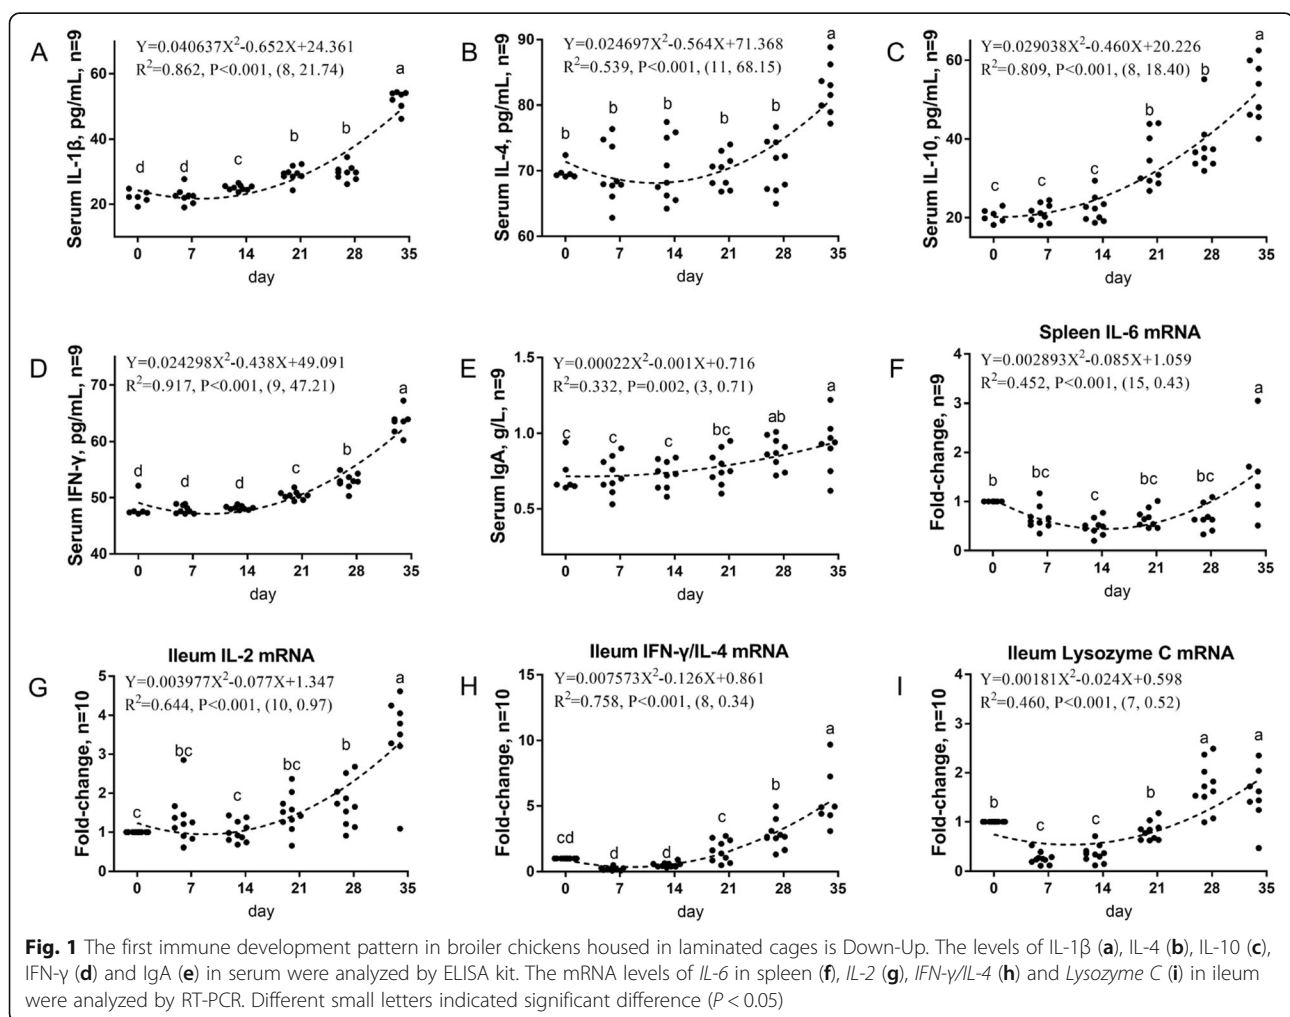 A
Y=0.040637X²-0.652X+24.361
R²=0.862, P<0.001, (8, 21.74)
Serum IL-1β, pg/mL, n=9
60
40
20
d
d
c
b
b
a
0 7 14 21 28 35
day
B
Y=0.024697X²-0.564X+71.368
R²=0.539, P<0.001, (11, 68.15)
Serum IL-4, pg/mL, n=9
90
80
70
60
b
b
b
b
b
a
0 7 14 21 28 35
day
C
Y=0.029038X²-0.460X+20.226
R²=0.809, P<0.001, (8, 18.40)
Serum IL-10, pg/mL, n=9
60
40
20
c
c
c
b
b
a
0 7 14 21 28 35
day
D
Y=0.024298X²-0.438X+49.091
R²=0.917, P<0.001, (9, 47.21)
Serum IFN-γ, pg/mL, n=9
70
60
50
40
d
d
d
c
b
a
0 7 14 21 28 35
day
E
Y=0.00022X²-0.001X+0.716
R²=0.332, P=0.002, (3, 0.71)
Serum IgA, g/L, n=9
1.5
1.0
0.5
c
c
c
bc
ab
a
0 7 14 21 28 35
day
Spleen IL-6 mRNA
F
Y=0.002893X²-0.085X+1.059
R²=0.452, P<0.001, (15, 0.43)
Fold-change, n=9
4
3
2
1
0
b
bc
c
bc
bc
a
0 7 14 21 28 35
day
Ileum IL-2 mRNA
G
Y=0.003977X²-0.077X+1.347
R²=0.644, P<0.001, (10, 0.97)
Fold-change, n=10
5
4
3
2
1
0
c
bc
c
bc
b
a
0 7 14 21 28 35
day
Ileum IFN-γ/IL-4 mRNA
H
Y=0.007573X²-0.126X+0.861
R²=0.758, P<0.001, (8, 0.34)
Fold-change, n=10
15
10
5
0
cd
d
d
c
b
a
0 7 14 21 28 35
day
Ileum Lysozyme C mRNA
I
Y=0.00181X²-0.024X+0.598
R²=0.460, P<0.001, (7, 0.52)
Fold-change, n=10
4
3
2
1
0
b
c
c
b
a
a
0 7 14 21 28 35
day
Fig. 1 The first immune development pattern in broiler chickens housed in laminated cages is Down-Up. The levels of IL-1β (a), IL-4 (b), IL-10 (c),
IFN-γ (d) and IgA (e) in serum were analyzed by ELISA kit. The mRNA levels of IL-6 in spleen (f), IL-2 (g), IFN-γ/IL-4 (h) and Lysozyme C (i) in ileum
were analyzed by RT-PCR. Different small letters indicated significant difference (P < 0.05)